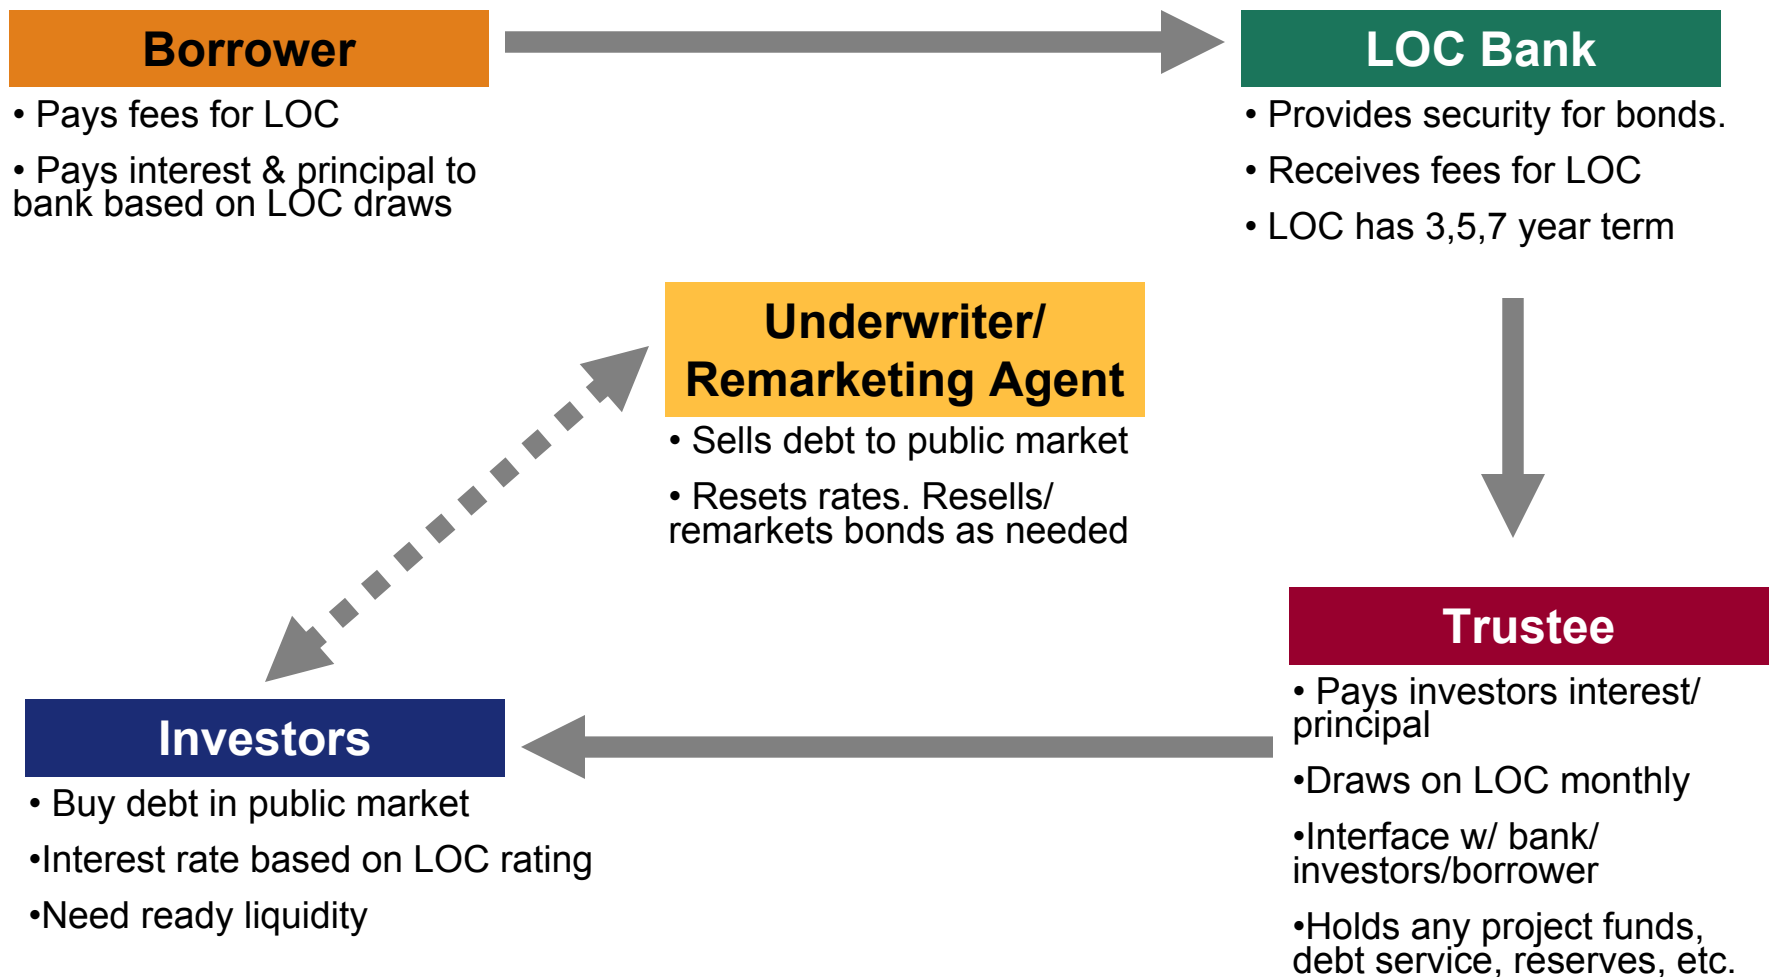 Borrower
• Pays fees for LOC
• Pays interest & principal to
bank based on LOC draws
LOC Bank
• Provides security for bonds.
• Receives fees for LOC
• LOC has 3,5,7 year term
Underwriter/
Remarketing Agent
• Sells debt to public market
• Resets rates. Resells/
remarkets bonds as needed
Trustee
• Pays investors interest/
principal
•Draws on LOC monthly
•Interface w/ bank/
investors/borrower
•Holds any project funds,
debt service, reserves, etc.
Investors
• Buy debt in public market
•Interest rate based on LOC rating
•Need ready liquidity